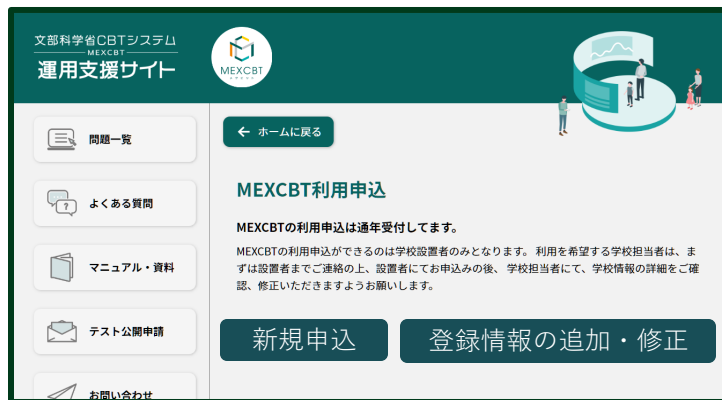 文部科学省CBTシステム
MEXCBT
運用支援サイト
MEXCBT
問題一覧
よくある質問
マニュアル・資料
テスト公開申請
お問い合わせ
← ホームに戻る
MEXCBT利用申込
MEXCBTの利用申込は通年受付してます。
MEXCBTの利用申込ができるのは学校設置者のみとなります。 利用を希望する学校担当者は、ま
ずは設置者までご連絡の上、設置者にてお申込みの後、 学校担当者にて、学校情報の詳細をご確
認、修正いただきますようお願いします。
新規申込
登録情報の追加・修正